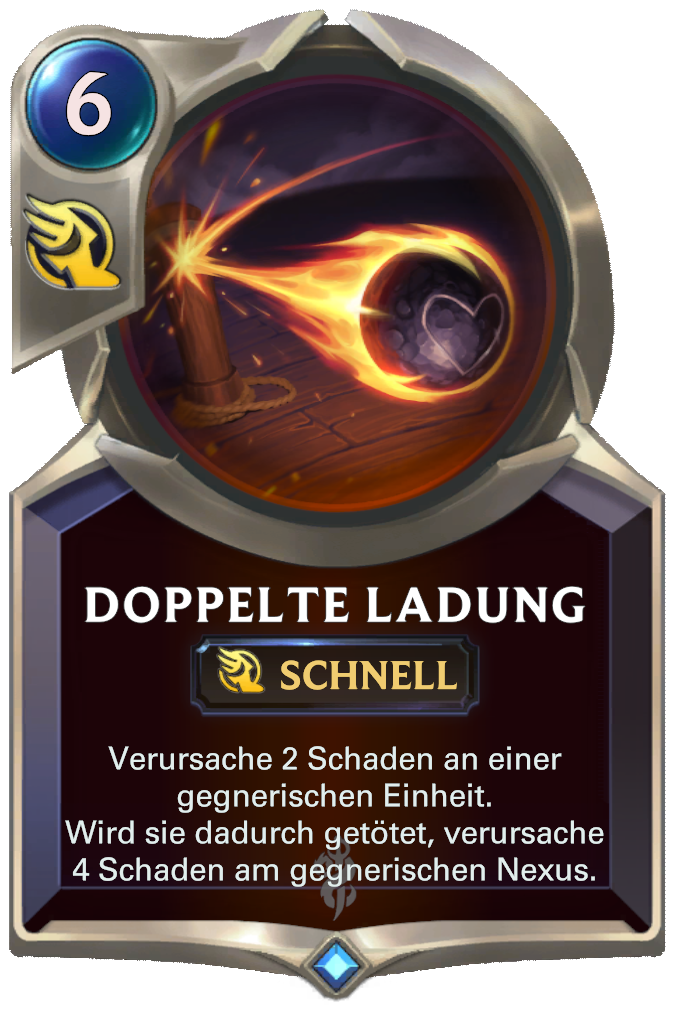 6
DOPPELTE LADUNG
SCHNELL
Verursache 2 Schaden an einer
gegnerischen Einheit.
Wird sie dadurch getötet, verursache
4 Schaden am gegnerischen Nexus.